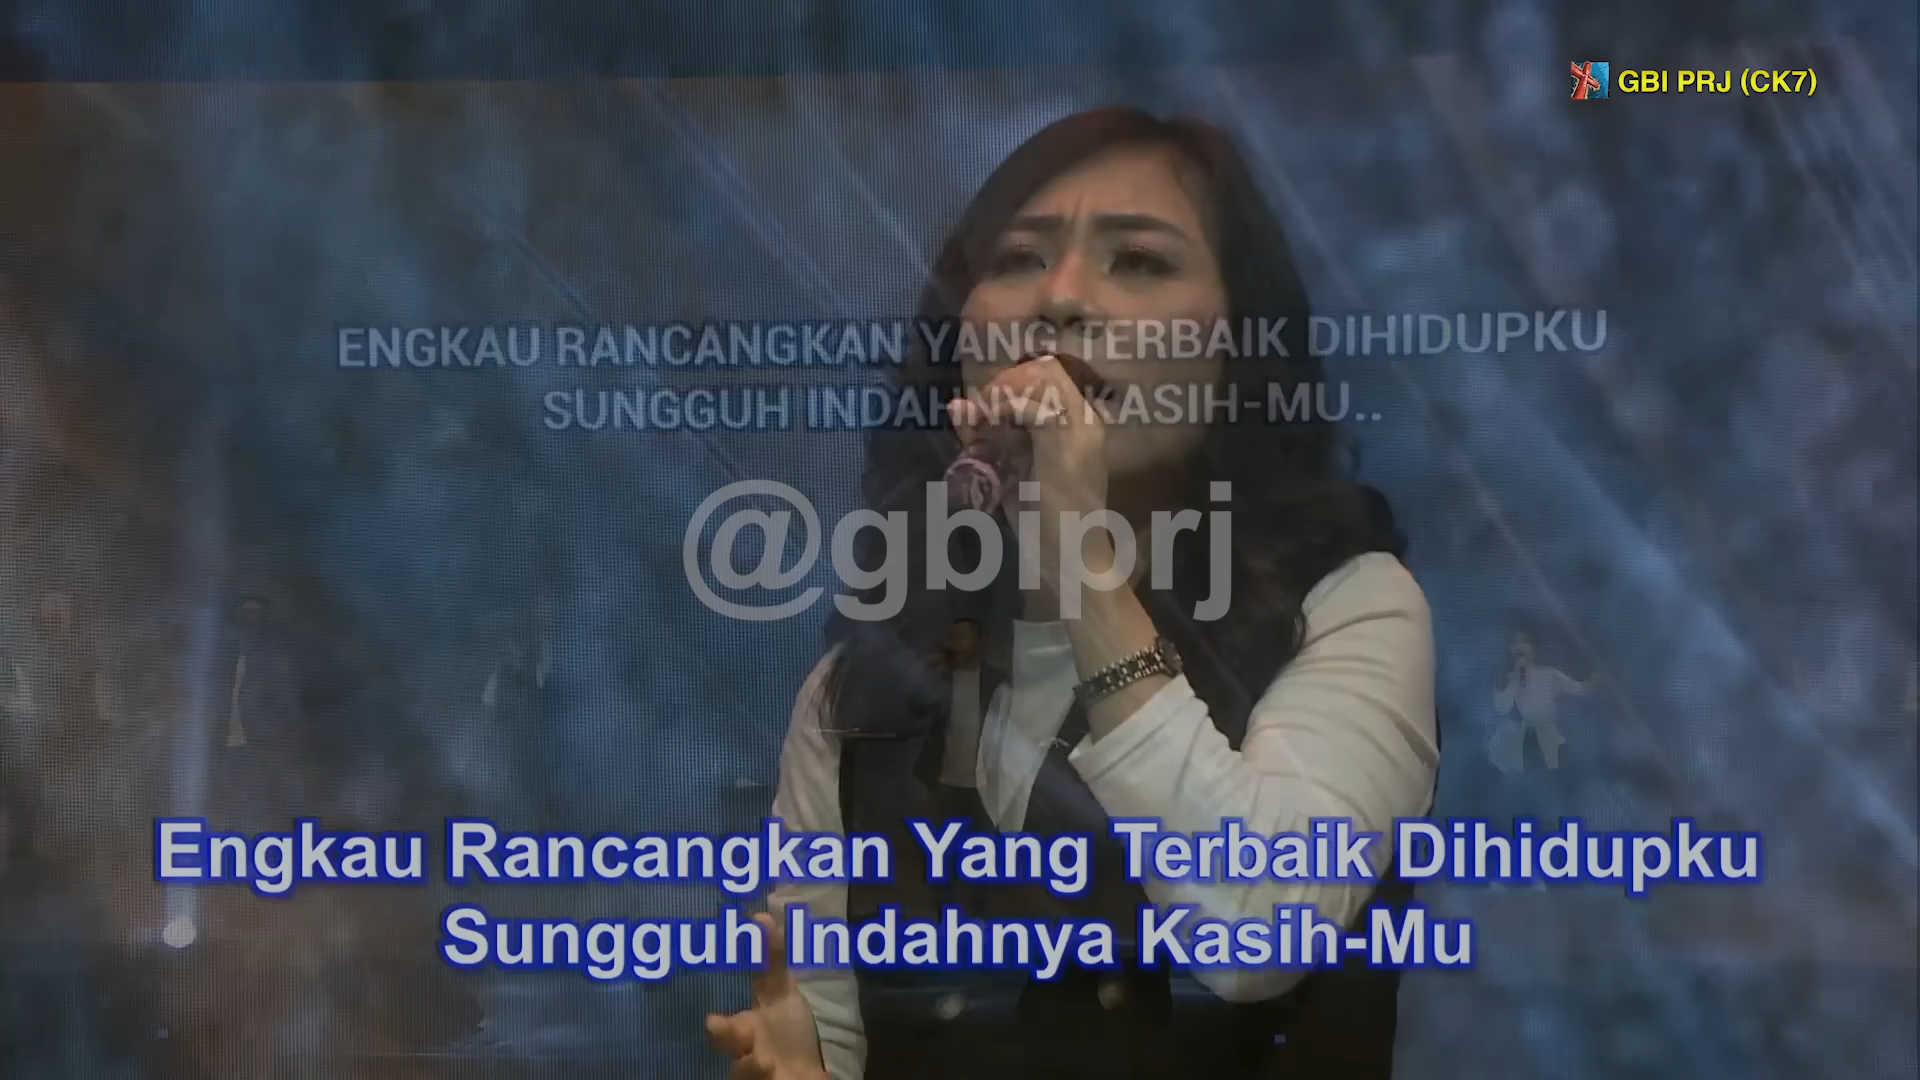 GBI PRJ (CK7)
ENGKAU RANCANGKAN YANG TERBAIK DIHIDUPKU
SUNGGUH INDAHNYA KASIH-MU..
@gbiprj
Engkau Rancangkan Yang Terbaik Dihidupku
Sungguh Indahnya Kasih-Mu